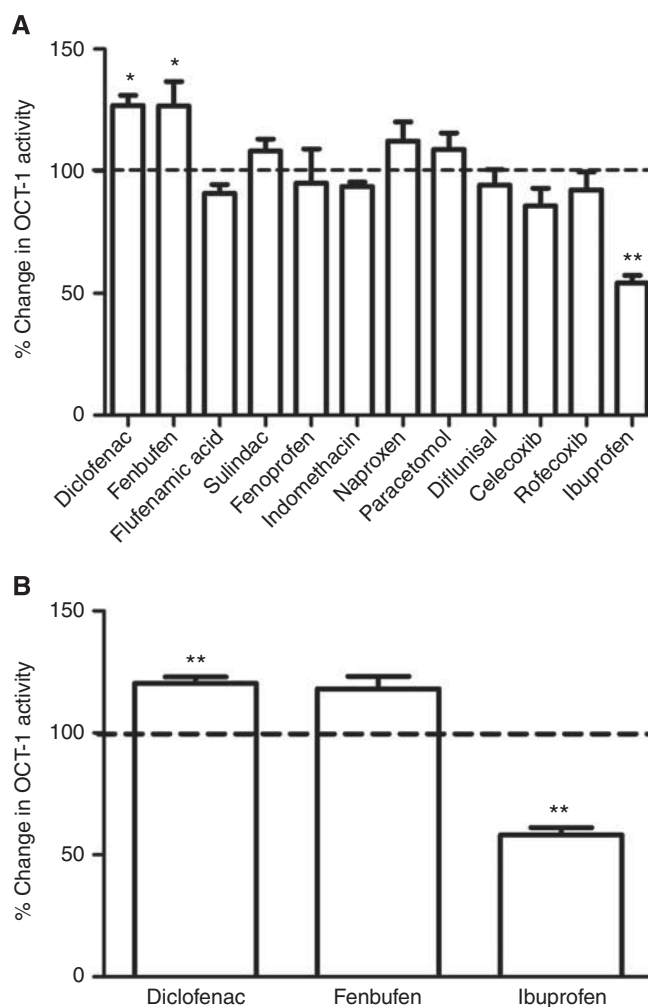 A
% Change in OCT-1 activity
150
100
50
0
*
*
**
Diclofenac
Fenbufen
Flufenamic acid
Sulindac
Fenoprofen
Indomethacin
Naproxen
Paracetomol
Diflunisal
Celecoxib
Rofecoxib
Ibuprofen
B
% Change in OCT-1 activity
150
100
50
0
**
**
Diclofenac
Fenbufen
Ibuprofen